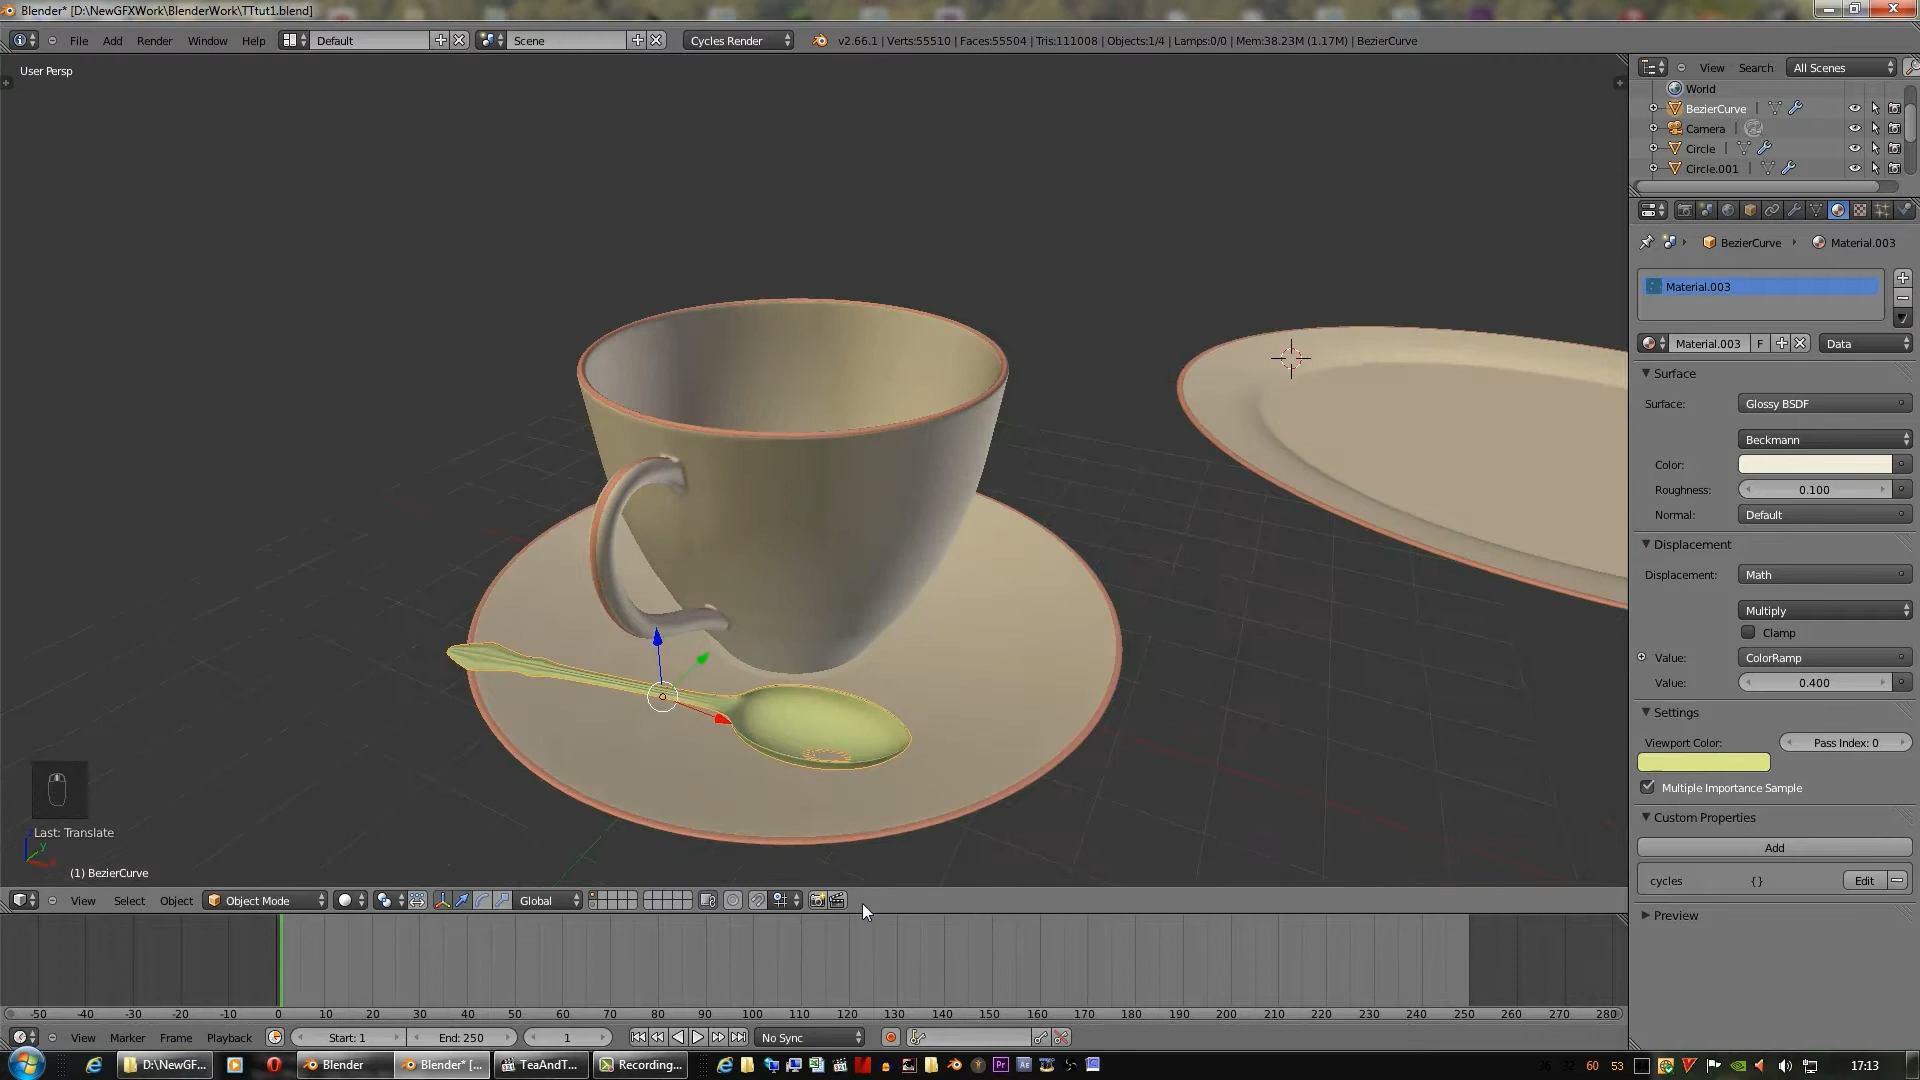 Blender* [D:\NewGFXWork\BlenderWork\TTtut1.blend]
File Add Render Window Help Default Scene Cycles Render v2.66.1 | Verts:55510 | Faces:55504 | Tris:111008 | Objects:1/4 | Lamps:0/0 | Mem:38.23M (1.17M) | BezierCurve
User Persp
View Search All Scenes
World
BezierCurve
Camera
Circle
Circle.001
BezierCurve Material.003
Material.003
Material.003 F Data
Surface
Surface: Glossy BSDF
Beckmann
Color:
Roughness: 0.100
Normal: Default
Displacement
Displacement: Math
Multiply
Clamp
Value: ColorRamp
Value: 0.400
Settings
Viewport Color: Pass Index: 0
Multiple Importance Sample
Custom Properties
Add
cycles {} Edit
Preview
Last: Translate
(1) BezierCurve
View Select Object Object Mode Global
-50 -40 -30 -20 -10 0 10 20 30 40 50 60 70 80 90 100 110 120 130 140 150 160 170 180 190 200 210 220 230 240 250 260 270 280
View Marker Frame Playback Start: 1 End: 250 1 No Sync
D:\NewGF... Blender Blender* [... TeaAndT... Recording... Pr Ae 36 32 60 53 17:13